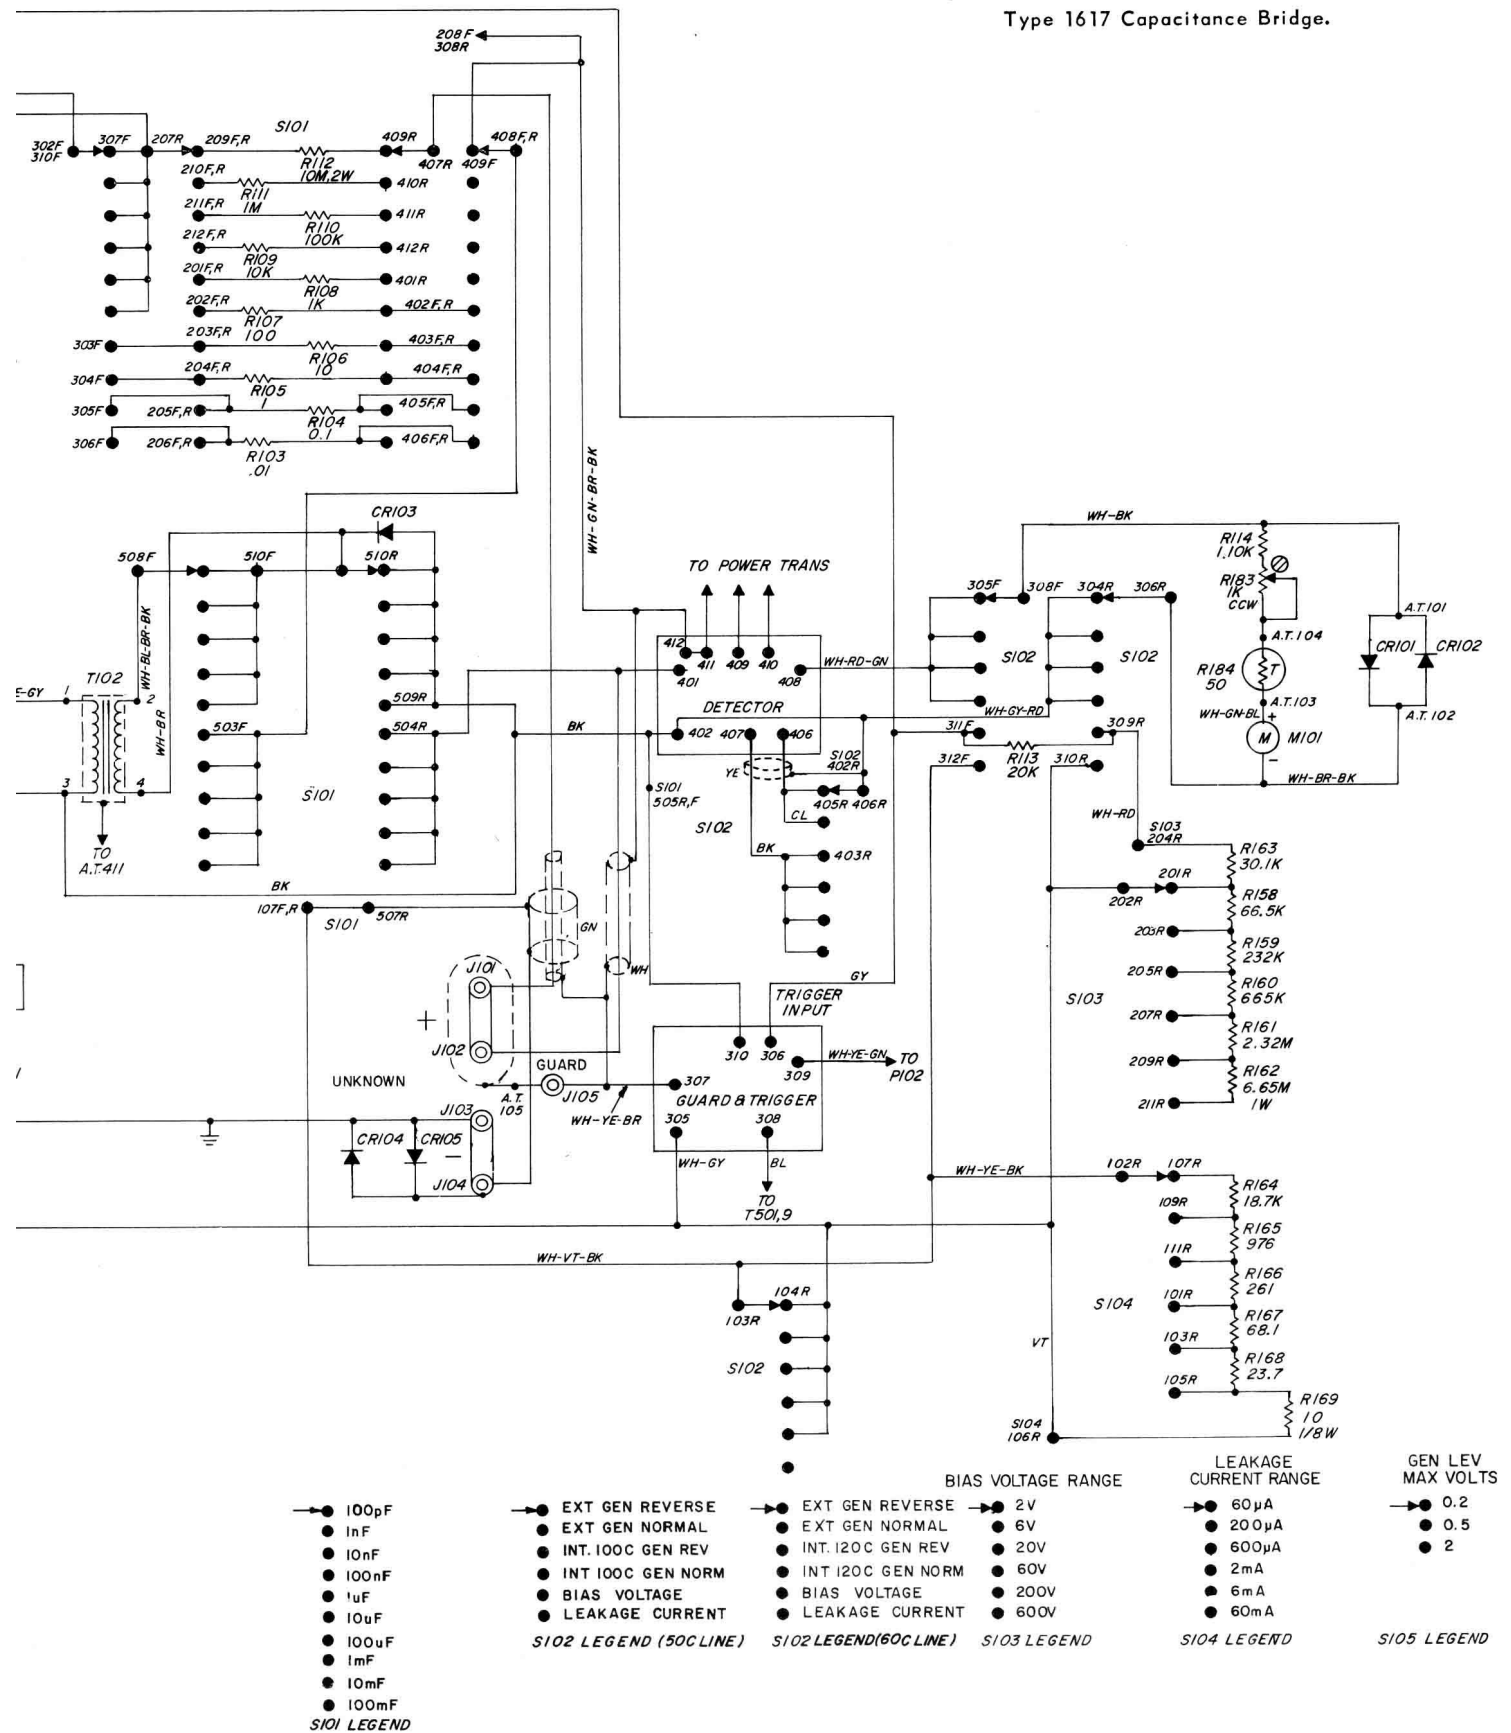 Type 1617 Capacitance Bridge.
208F
308R
302F
310F
307F
207R
209F,R
S101
409R
408F,R
R112
10M,2W
407R
409F
210F,R
R111
1M
410R
211F,R
R110
100K
411R
212F,R
R109
10K
412R
201F,R
R108
1K
401R
202F,R
R107
100
402F,R
303F
203F,R
R106
10
403F,R
304F
204F,R
R105
1
404F,R
305F
205F,R
R104
0.1
405F,R
306F
206F,R
R103
.01
406F,R
WH-GN-BR-BK
CR103
508F
510F
510R
WH-BL-BR-BK
T102
E-GY
1
2
3
4
WH-BR
TO
A.T.411
503F
509R
504R
S101
BK
BK
TO POWER TRANS
412
411
409
410
401
408
DETECTOR
402
407
406
WH-RD-GN
WH-GY-RD
YE
S102
402R
405R
406R
CL
S101
505R,F
S102
BK
403R
WH-BK
305F
308F
304R
306R
S102
S102
311F
309R
R113
20K
312F
310R
R114
1.10K
R183
1K
CCW
A.T.104
R184
50
T
A.T.103
WH-GN-BL
+
M
M101
-
A.T.101
CR101
CR102
A.T.102
WH-BR-BK
WH-RD
S103
204R
R163
30.1K
201R
202R
R158
66.5K
203R
R159
232K
205R
R160
665K
S103
207R
R161
2.32M
209R
R162
6.65M
1W
211R
107F,R
S101
507R
GN
WH
J101
+
J102
UNKNOWN
GUARD
A.T.
105
J105
WH-YE-BR
J103
CR104
CR105
-
J104
GY
TRIGGER
INPUT
310
306
309
WH-YE-GN
TO
P102
307
GUARD & TRIGGER
305
308
WH-GY
BL
TO
T501,9
WH-VT-BK
103R
104R
S102
WH-YE-BK
102R
107R
R164
18.7K
109R
R165
976
111R
R166
261
S104
101R
R167
68.1
103R
R168
23.7
105R
VT
R169
10
1/8W
S104
106R
100pF
1nF
10nF
100nF
1uF
10uF
100uF
1mF
10mF
100mF
S101 LEGEND
EXT GEN REVERSE
EXT GEN NORMAL
INT. 100C GEN REV
INT 100C GEN NORM
BIAS VOLTAGE
LEAKAGE CURRENT
S102 LEGEND (50C LINE)
EXT GEN REVERSE
EXT GEN NORMAL
INT. 120C GEN REV
INT 120C GEN NORM
BIAS VOLTAGE
LEAKAGE CURRENT
S102 LEGEND(60C LINE)
BIAS VOLTAGE RANGE
2V
6V
20V
60V
200V
600V
S103 LEGEND
LEAKAGE
CURRENT RANGE
60µA
200µA
600µA
2mA
6mA
60mA
S104 LEGEND
GEN LEV
MAX VOLTS
0.2
0.5
2
S105 LEGEND